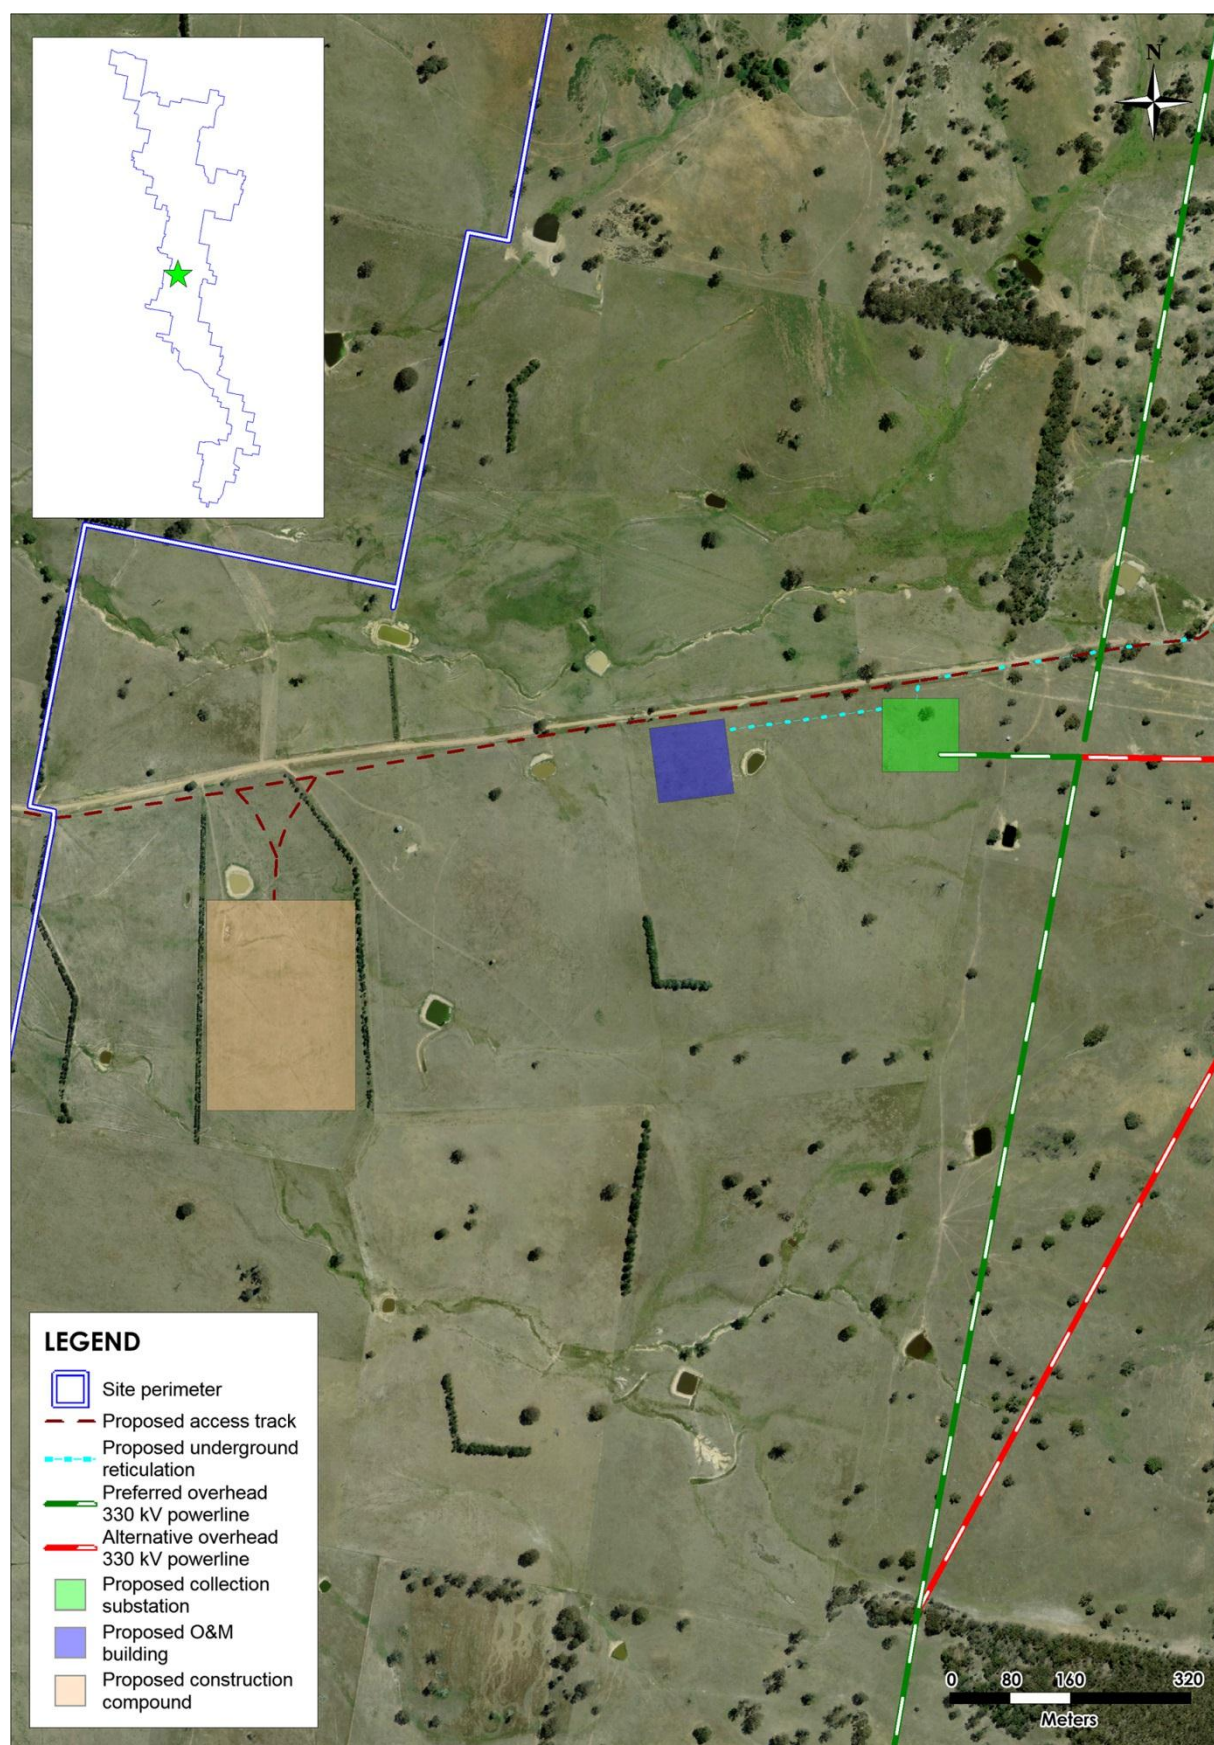 N
LEGEND
Site perimeter
Proposed access track
Proposed underground
reticulation
Preferred overhead
330 kV powerline
Alternative overhead
330 kV powerline
Proposed collection
substation
Proposed O&M
building
Proposed construction
compound
0 80 160 320
Meters